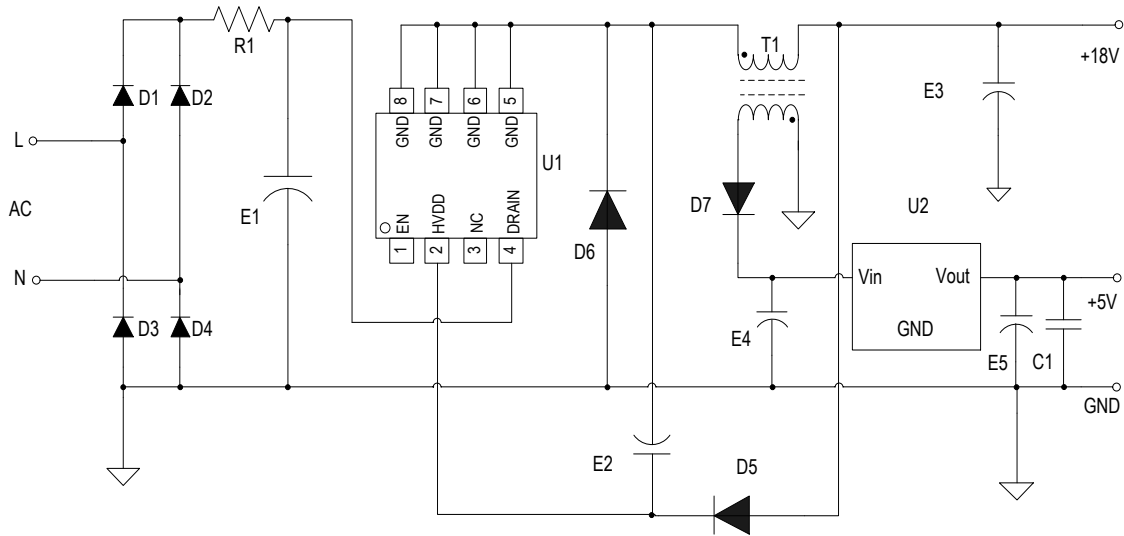 R1
T1
+18V
D1
D2
E3
8
7
6
5
GND
GND
GND
GND
L
U1
AC
E1
EN
HVDD
NC
DRAIN
D7
U2
D6
1
2
3
4
N
Vin
Vout
+5V
D3
D4
E4
GND
E5
C1
GND
E2
D5